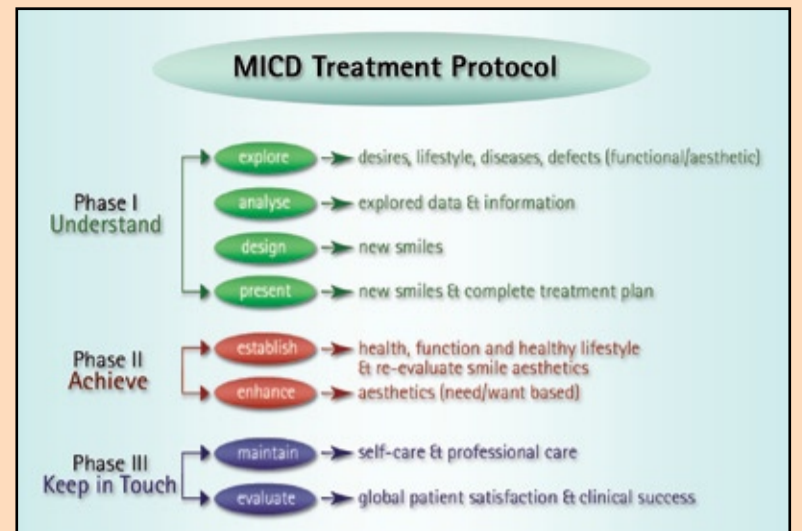 MICD Treatment Protocol
Phase I
Understand
explore
desires, lifestyle, diseases, defects (functional/aesthetic)
analyse
explored data & information
design
new smiles
present
new smiles & complete treatment plan
Phase II
Achieve
establish
health, function and healthy lifestyle
& re-evaluate smile aesthetics
enhance
aesthetics (need/want based)
Phase III
Keep in Touch
maintain
self-care & professional care
evaluate
global patient satisfaction & clinical success